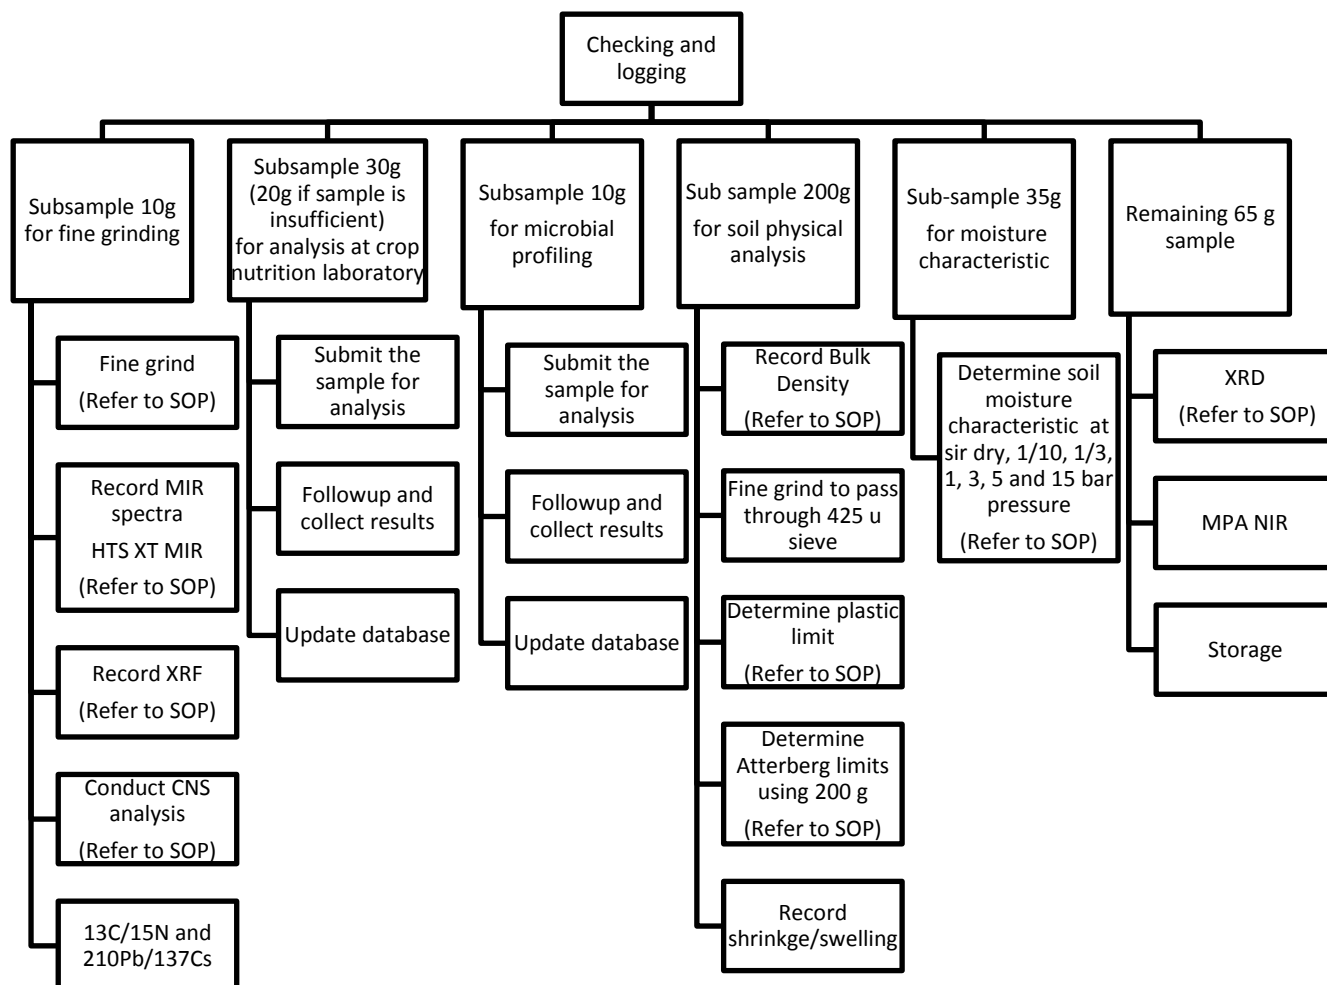 Checking and
logging
Subsample 10g
for fine grinding
Subsample 30g
(20g if sample is
insufficient)
for analysis at crop
nutrition laboratory
Subsample 10g
for microbial
profiling
Sub sample 200g
for soil physical
analysis
Sub-sample 35g
for moisture
characteristic
Remaining 65 g
sample
Fine grind
(Refer to SOP)
Record MIR
spectra
HTS XT MIR
(Refer to SOP)
Record XRF
(Refer to SOP)
Conduct CNS
analysis
(Refer to SOP)
13C/15N and
210Pb/137Cs
Submit the
sample for
analysis
Followup and
collect results
Update database
Submit the
sample for
analysis
Followup and
collect results
Update database
Record Bulk
Density
(Refer to SOP)
Fine grind to pass
through 425 u
sieve
Determine plastic
limit
(Refer to SOP)
Determine
Atterberg limits
using 200 g
(Refer to SOP)
Record
shrinkge/swelling
Determine soil
moisture
characteristic at
sir dry, 1/10, 1/3,
1, 3, 5 and 15 bar
pressure
(Refer to SOP)
XRD
(Refer to SOP)
MPA NIR
Storage